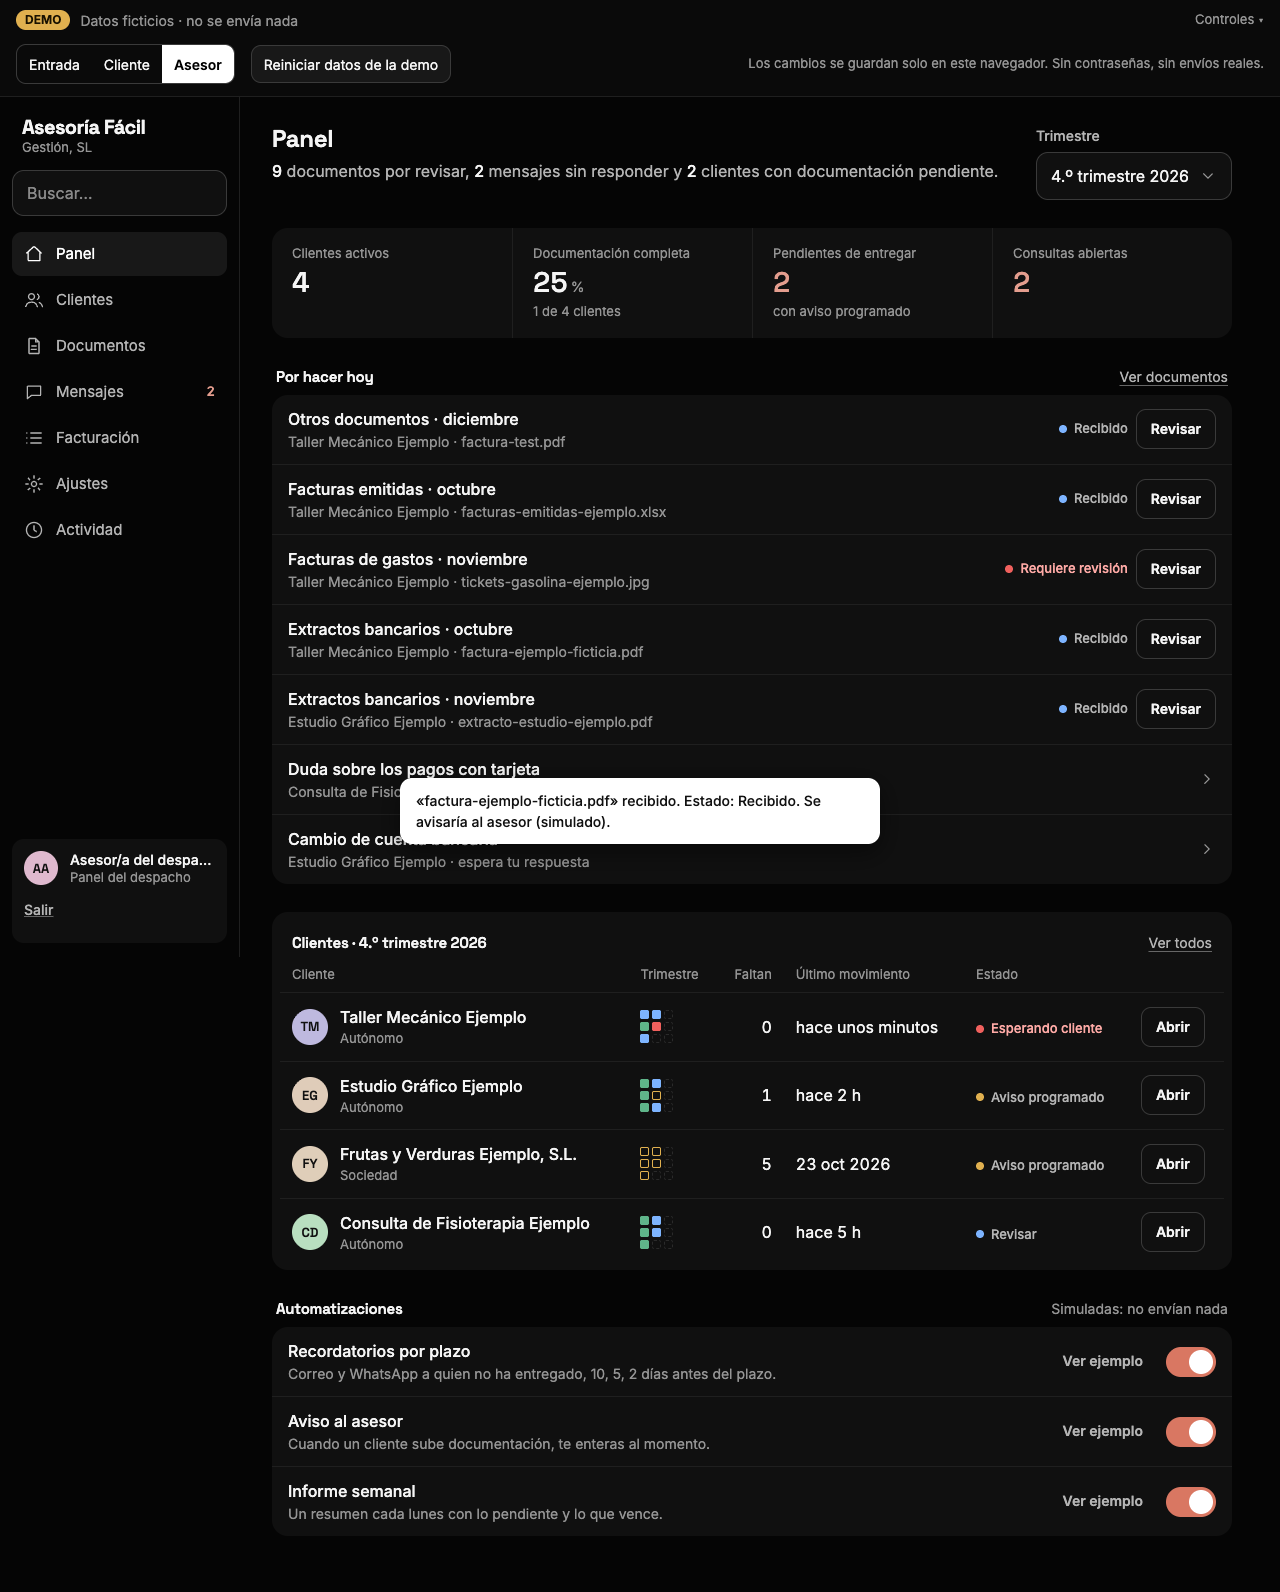 DEMO Datos ficticios · no se envía nada
Controles
Entrada Cliente Asesor Reiniciar datos de la demo
Los cambios se guardan solo en este navegador. Sin contraseñas, sin envíos reales.
Asesoría Fácil
Gestión, SL
Buscar...
Panel
Clientes
Documentos
Mensajes 2
Facturación
Ajustes
Actividad
AA
Asesor/a del despa...
Panel del despacho
Salir
Panel
9 documentos por revisar, 2 mensajes sin responder y 2 clientes con documentación pendiente.
Trimestre
4.º trimestre 2026
Clientes activos
4
Documentación completa
25 %
1 de 4 clientes
Pendientes de entregar
2
con aviso programado
Consultas abiertas
2
Por hacer hoy
Ver documentos
Otros documentos · diciembre
Taller Mecánico Ejemplo · factura-test.pdf
Recibido Revisar
Facturas emitidas · octubre
Taller Mecánico Ejemplo · facturas-emitidas-ejemplo.xlsx
Recibido Revisar
Facturas de gastos · noviembre
Taller Mecánico Ejemplo · tickets-gasolina-ejemplo.jpg
Requiere revisión Revisar
Extractos bancarios · octubre
Taller Mecánico Ejemplo · factura-ejemplo-ficticia.pdf
Recibido Revisar
Extractos bancarios · noviembre
Estudio Gráfico Ejemplo · extracto-estudio-ejemplo.pdf
Recibido Revisar
Duda sobre los pagos con tarjeta
Consulta de
«factura-ejemplo-ficticia.pdf» recibido. Estado: Recibido. Se
avisaría al asesor (simulado).
Cambio de cuenta bancaria
Estudio Gráfico Ejemplo · espera tu respuesta
Clientes · 4.º trimestre 2026
Ver todos
Cliente Trimestre Faltan Último movimiento Estado
TM
Taller Mecánico Ejemplo
Autónomo
0 hace unos minutos Esperando cliente Abrir
EG
Estudio Gráfico Ejemplo
Autónomo
1 hace 2 h Aviso programado Abrir
FY
Frutas y Verduras Ejemplo, S.L.
Sociedad
5 23 oct 2026 Aviso programado Abrir
CD
Consulta de Fisioterapia Ejemplo
Autónomo
0 hace 5 h Revisar Abrir
Automatizaciones
Simuladas: no envían nada
Recordatorios por plazo
Correo y WhatsApp a quien no ha entregado, 10, 5, 2 días antes del plazo.
Ver ejemplo
Aviso al asesor
Cuando un cliente sube documentación, te enteras al momento.
Ver ejemplo
Informe semanal
Un resumen cada lunes con lo pendiente y lo que vence.
Ver ejemplo